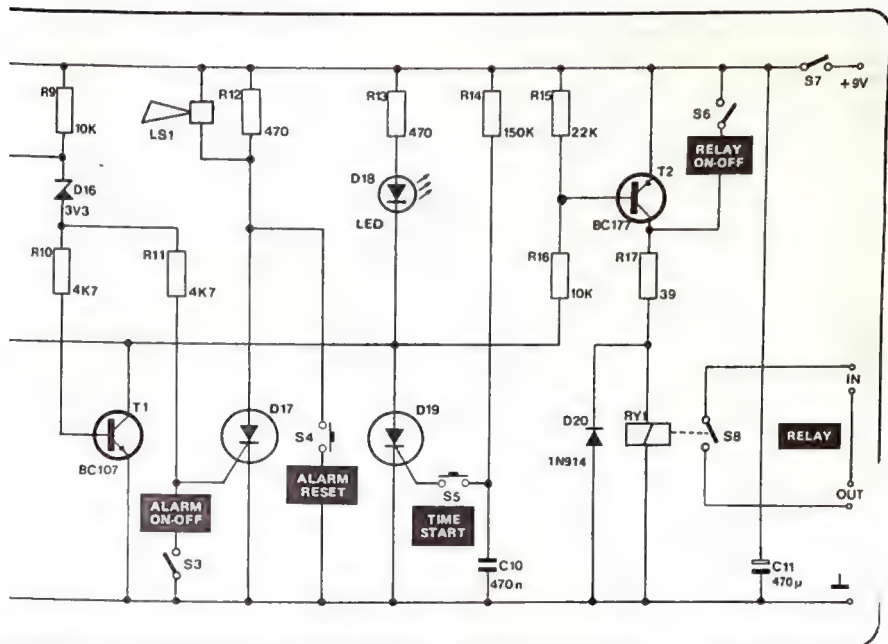 S7
+9V
R9
10K
LS1
R12
470
R13
470
R14
150K
R15
22K
S6
RELAY
ON-OFF
D16
3V3
D18
LED
T2
BC177
R10
4K7
R11
4K7
R16
10K
R17
39
T1
BC107
D17
S4
ALARM
RESET
D19
S5
TIME
START
D20
1N914
RY1
S8
IN
RELAY
OUT
ALARM
ON-OFF
S3
C10
470n
C11
470µ